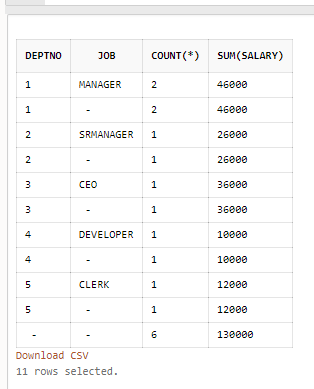 DEPTNO JOB COUNT(*) SUM(SALARY)
1 MANAGER 2 46000
1 - 2 46000
2 SRMANAGER 1 26000
2 - 1 26000
3 CEO 1 36000
3 - 1 36000
4 DEVELOPER 1 10000
4 - 1 10000
5 CLERK 1 12000
5 - 1 12000
- - 6 130000
Download CSV
11 rows selected.